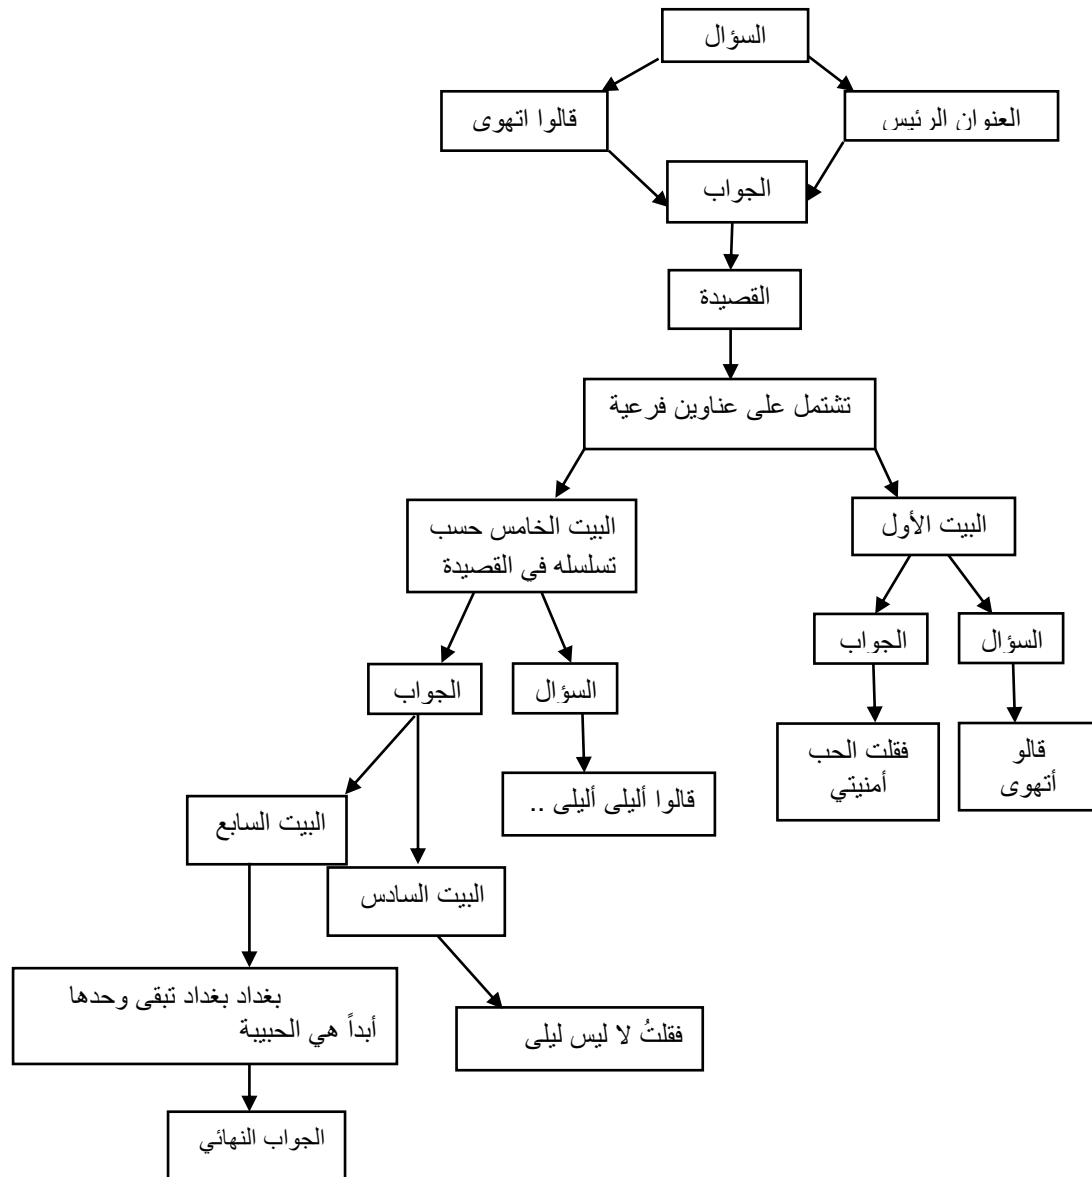 السؤال
العنوان الرئيس
قالوا اتهوى
الجواب
القصيدة
تشتمل على عناوين فرعية
البيت الأول
البيت الخامس حسب
تسلسله في القصيدة
السؤال
الجواب
السؤال
الجواب
قالو
أتهوى
فقلت الحب
أمنيتي
قالوا أليلى أليلى ..
البيت السابع
البيت السادس
بغداد بغداد تبقى وحدها
أبداً هي الحبيبة
فقلتُ لا ليس ليلى
الجواب النهائي